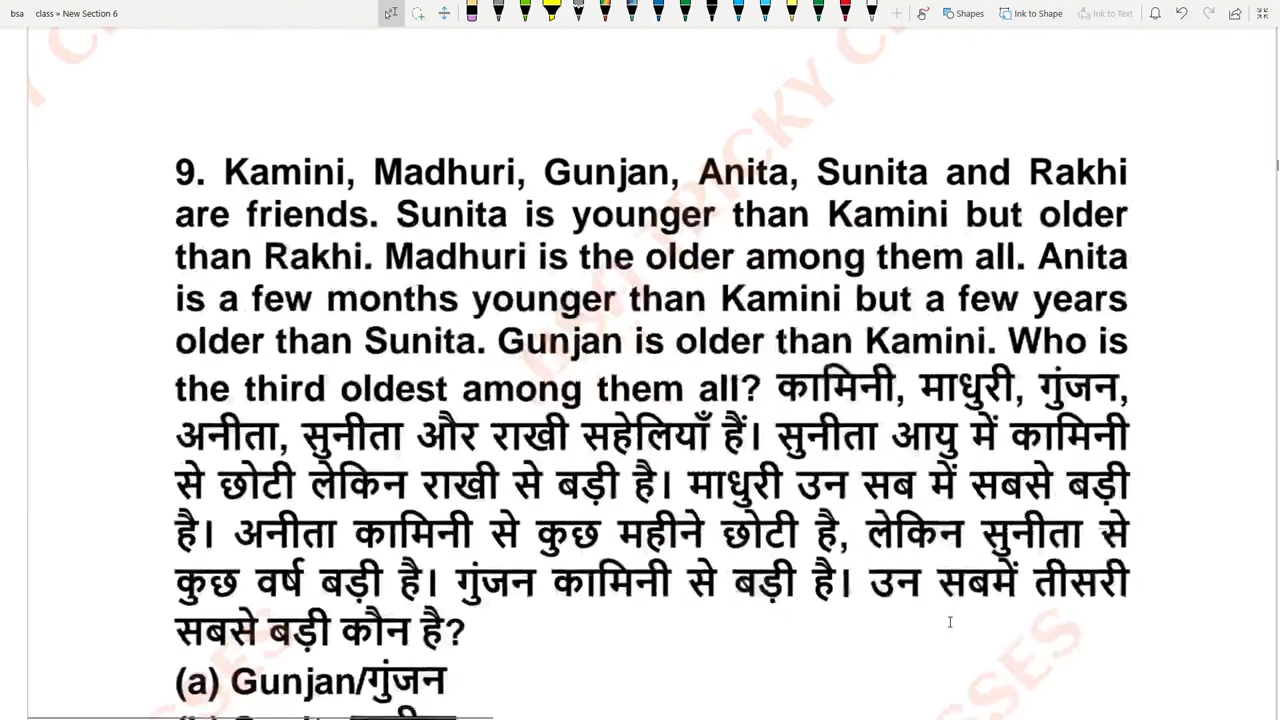 bsa class » New Section 6
Shapes Ink to Shape Ink to Text
9. Kamini, Madhuri, Gunjan, Anita, Sunita and Rakhi
are friends. Sunita is younger than Kamini but older
than Rakhi. Madhuri is the older among them all. Anita
is a few months younger than Kamini but a few years
older than Sunita. Gunjan is older than Kamini. Who is
the third oldest among them all? कामिनी, माधुरी, गुंजन,
अनीता, सुनीता और राखी सहेलियाँ हैं। सुनीता आयु में कामिनी
से छोटी लेकिन राखी से बड़ी है। माधुरी उन सब में सबसे बड़ी
है। अनीता कामिनी से कुछ महीने छोटी है, लेकिन सुनीता से
कुछ वर्ष बड़ी है। गुंजन कामिनी से बड़ी है। उन सबमें तीसरी
सबसे बड़ी कौन है?
(a) Gunjan/गुंजन